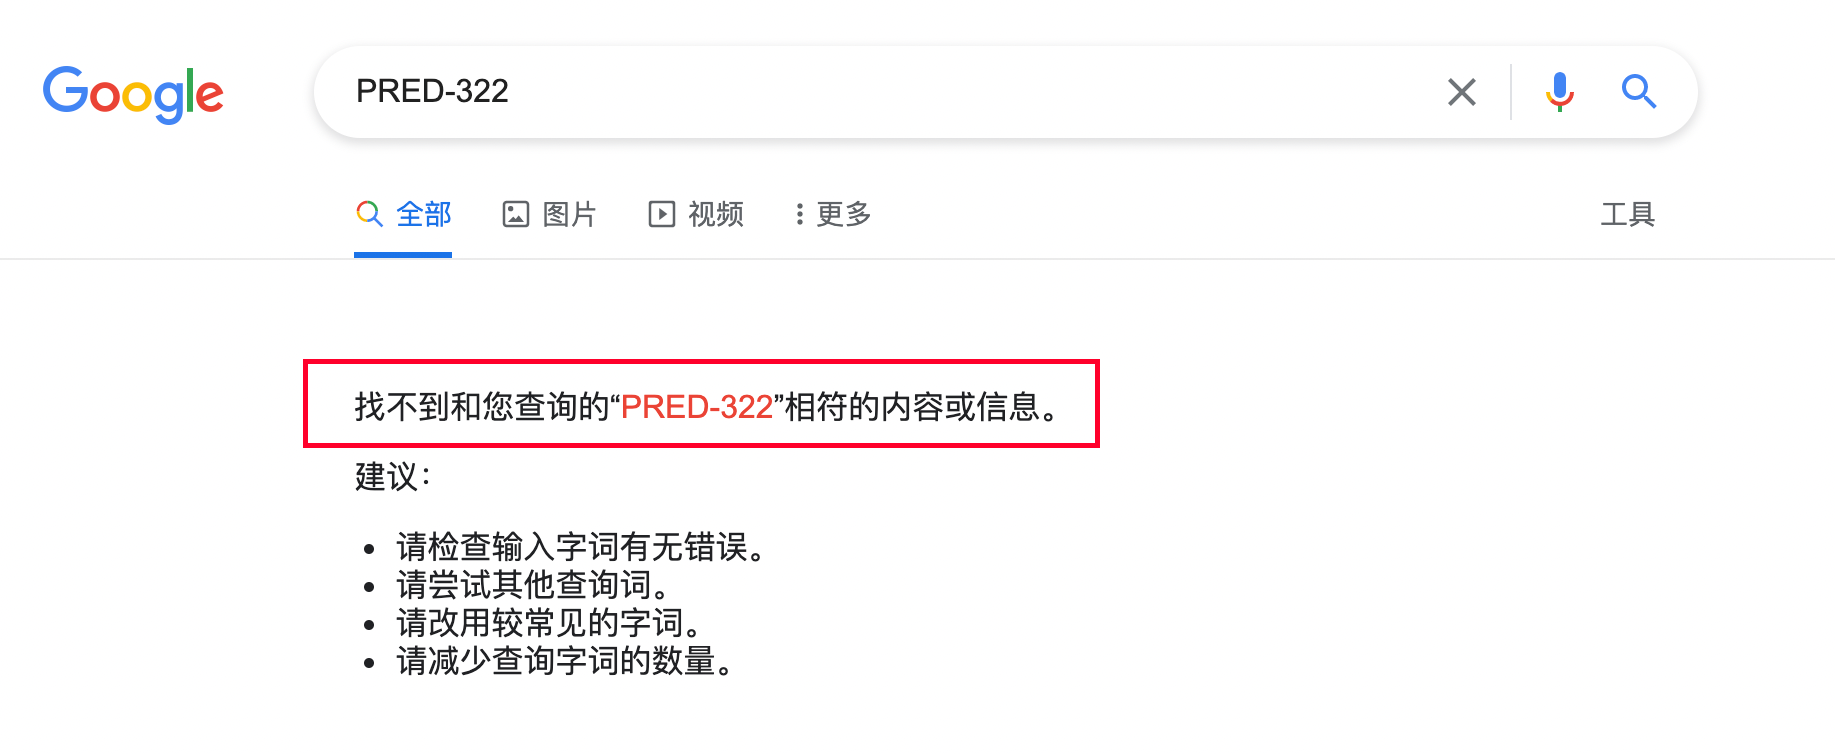 Google
PRED-322
全部 图片 视频 更多 工具
找不到和您查询的“PRED-322”相符的内容或信息。
建议：
请检查输入字词有无错误。
请尝试其他查询词。
请改用较常见的字词。
请减少查询字词的数量。